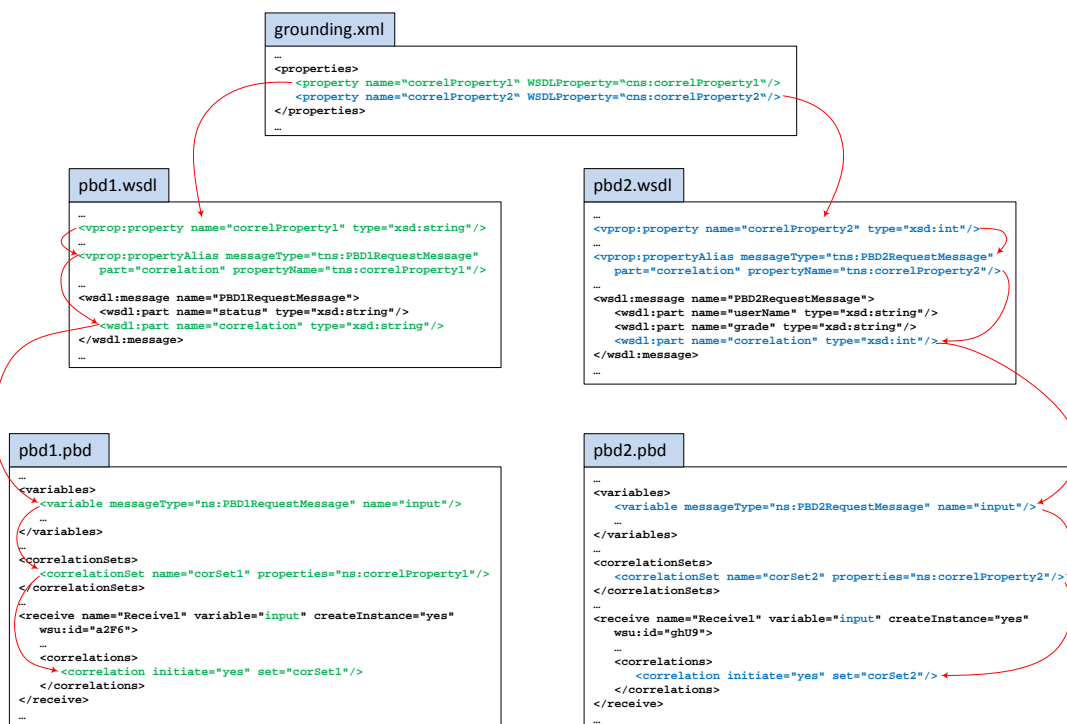 grounding.xml
…
<properties>
<property name=“correlProperty1“ WSDLProperty=“cns:correlProperty1“/>
<property name=“correlProperty2“ WSDLProperty=“cns:correlProperty2“/>
</properties>
…
pbd1.wsdl
…
<vprop:property name="correlProperty1" type="xsd:string"/>
…
<vprop:propertyAlias messageType="tns:PBD1RequestMessage"
part="correlation" propertyName="tns:correlProperty1"/>
…
<wsdl:message name="PBD1RequestMessage">
<wsdl:part name="status" type="xsd:string"/>
<wsdl:part name="correlation" type="xsd:string"/>
</wsdl:message>
…
pbd2.wsdl
…
<vprop:property name="correlProperty2" type="xsd:int"/>
…
<vprop:propertyAlias messageType="tns:PBD2RequestMessage"
part="correlation" propertyName="tns:correlProperty2"/>
…
<wsdl:message name="PBD2RequestMessage">
<wsdl:part name="userName" type="xsd:string"/>
<wsdl:part name="grade" type="xsd:string"/>
<wsdl:part name="correlation" type="xsd:int"/>
</wsdl:message>
…
pbd1.pbd
…
<variables>
<variable messageType="ns:PBD1RequestMessage" name="input"/>
…
</variables>
…
<correlationSets>
<correlationSet name="corSet1" properties="ns:correlProperty1"/>
</correlationSets>
…
<receive name="Receive1" variable="input" createInstance="yes"
wsu:id="a2F6">
…
<correlations>
<correlation initiate="yes" set="corSet1"/>
</correlations>
</receive>
…
pbd2.pbd
…
<variables>
<variable messageType="ns:PBD2RequestMessage" name="input"/>
…
</variables>
…
<correlationSets>
<correlationSet name="corSet2" properties="ns:correlProperty2"/>
</correlationSets>
…
<receive name="Receive1" variable="input" createInstance="yes"
wsu:id="ghU9">
…
<correlations>
<correlation initiate="yes" set="corSet2"/>
</correlations>
</receive>
…